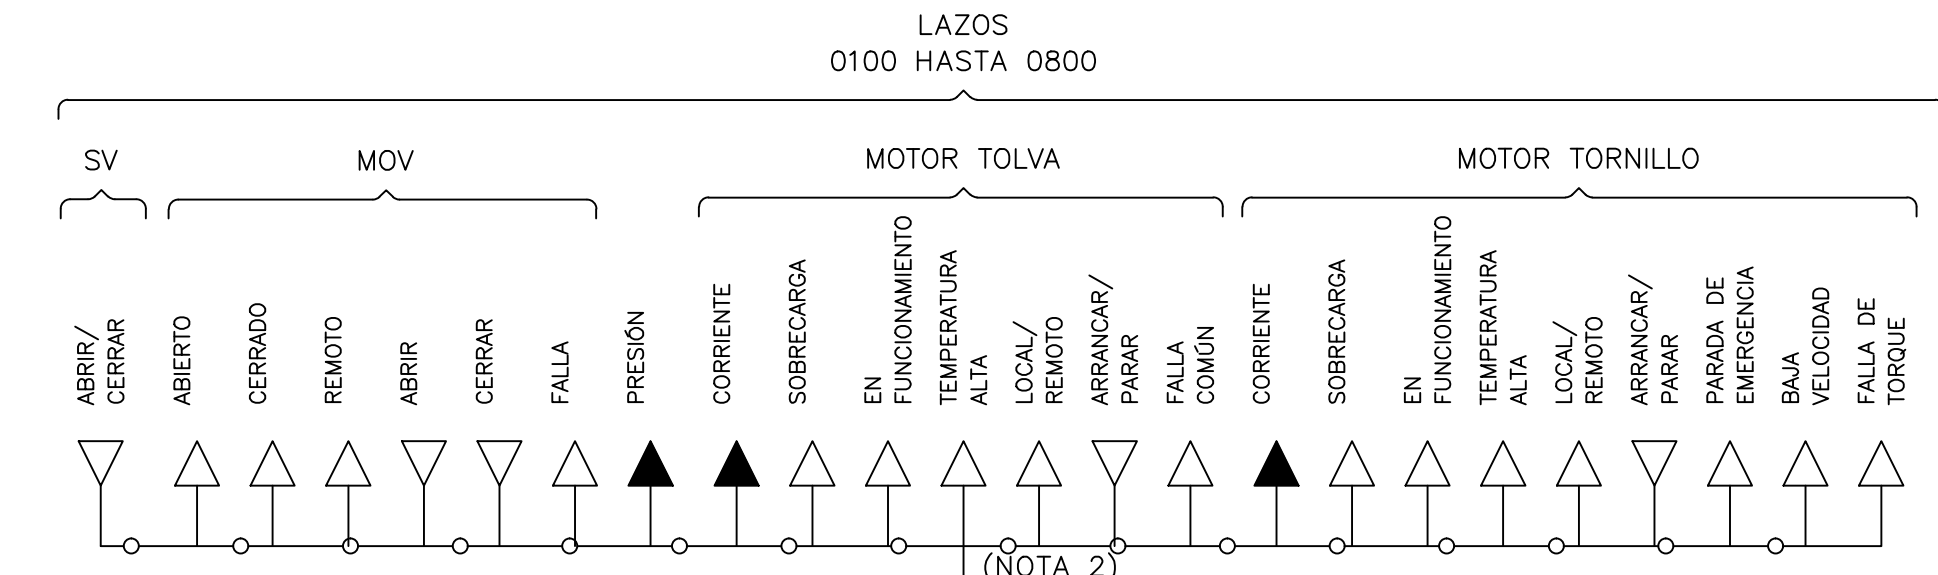 LAZOS
0100 HASTA 0800
SV
MOV
MOTOR TOLVA
MOTOR TORNILLO
ABRIR/
CERRAR
ABIERTO
CERRADO
REMOTO
ABRIR
CERRAR
FALLA
PRESIÓN
CORRIENTE
SOBRECARGA
EN
FUNCIONAMIENTO
TEMPERATURA
ALTA
LOCAL/
REMOTO
ARRANCAR/
PARAR
FALLA
COMÚN
CORRIENTE
SOBRECARGA
EN
FUNCIONAMIENTO
TEMPERATURA
ALTA
LOCAL/
REMOTO
ARRANCAR/
PARAR
PARADA DE
EMERGENCIA
BAJA
VELOCIDAD
FALLA DE
TORQUE
(NOTA 2)